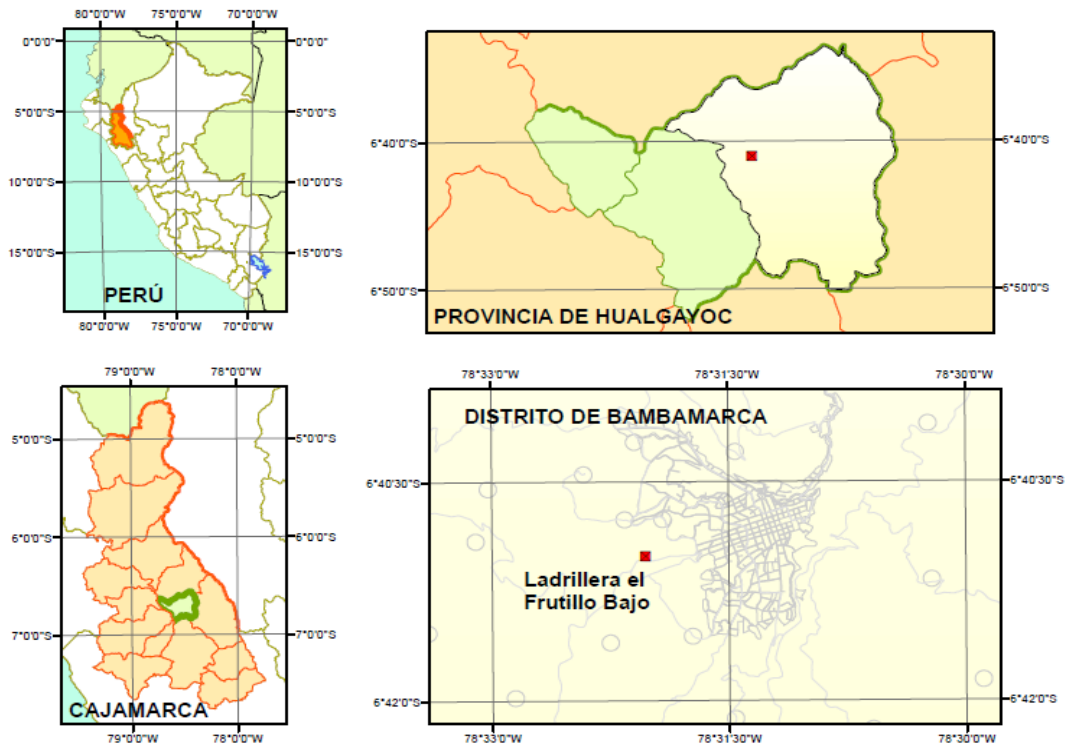 80°0'0"W 75°0'0"W 70°0'0"W
0°0'0" 0°0'0"
5°0'0"S 5°0'0"S
10°0'0"S 10°0'0"S
15°0'0"S 15°0'0"S
PERÚ
80°0'0"W 75°0'0"W 70°0'0"W
6°40'0"S 6°40'0"S
6°50'0"S 6°50'0"S
PROVINCIA DE HUALGAYOC
79°0'0"W 78°0'0"W
5°0'0"S 5°0'0"S
6°0'0"S 6°0'0"S
7°0'0"S 7°0'0"S
CAJAMARCA
79°0'0"W 78°0'0"W
78°33'0"W 78°31'30"W 78°30'0"W
DISTRITO DE BAMBAMARCA
6°40'30"S 6°40'30"S
Ladrillera el
Frutillo Bajo
6°42'0"S 6°42'0"S
78°33'0"W 78°31'30"W 78°30'0"W